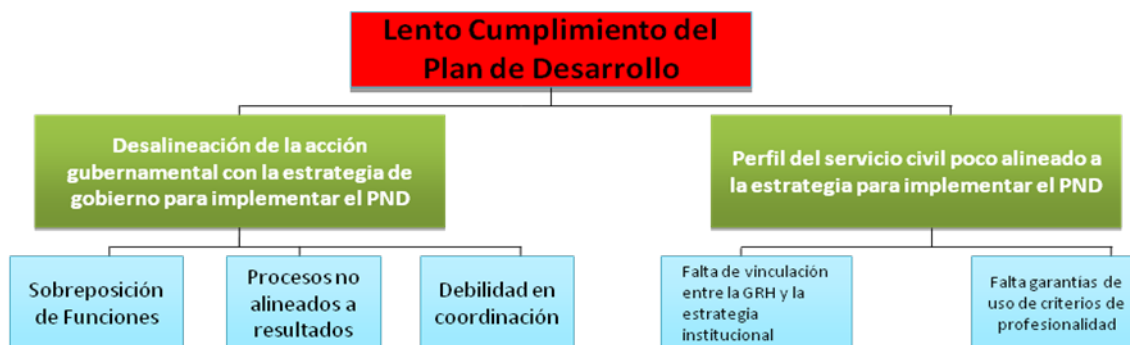 Lento Cumplimiento del
Plan de Desarrollo
Desalineación de la acción
gubernamental con la estrategia de
gobierno para implementar el PND
Perfil del servicio civil poco alineado a
la estrategia para implementar el PND
Sobreposición
de Funciones
Procesos no
alineados a
resultados
Debilidad en
coordinación
Falta de vinculación
entre la GRH y la
estrategia
institucional
Falta garantías de
uso de criterios de
profesionalidad